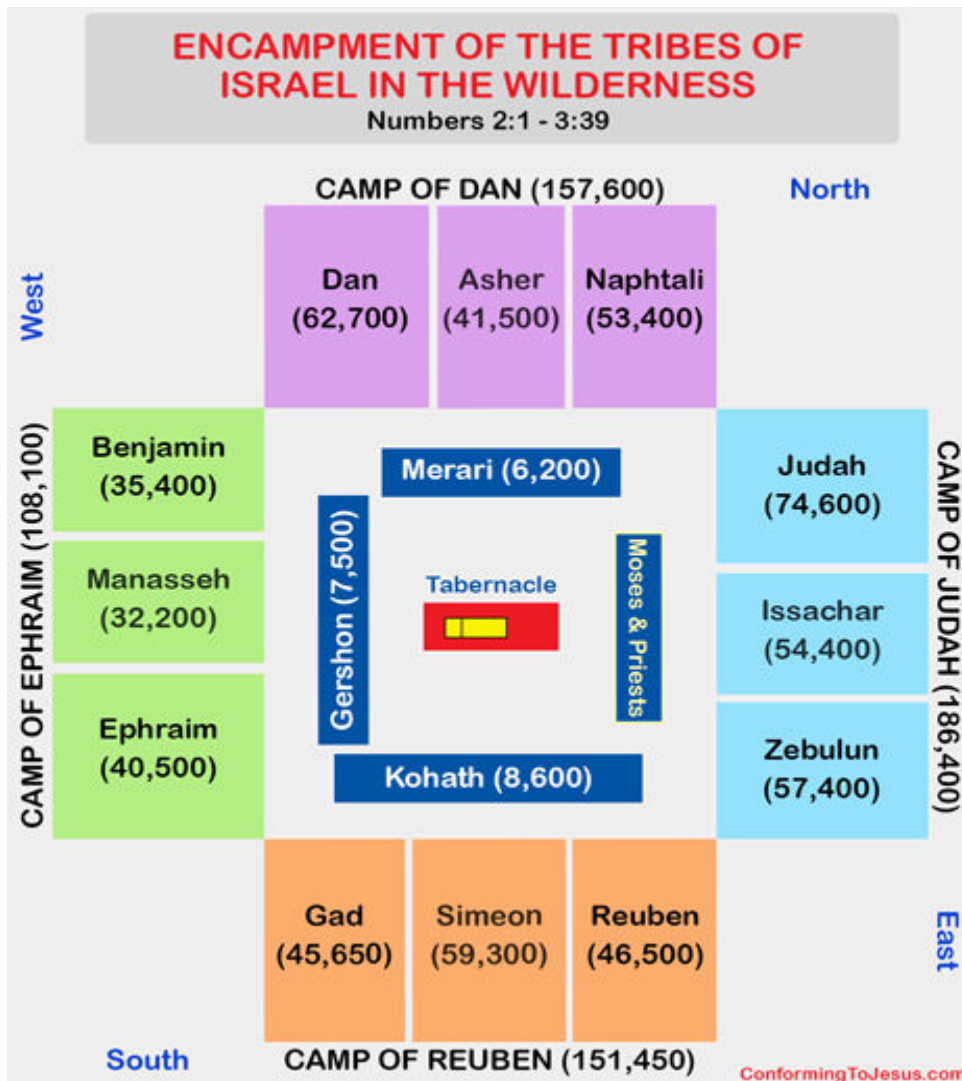 ENCAMPMENT OF THE TRIBES OF
ISRAEL IN THE WILDERNESS
Numbers 2:1 - 3:39
CAMP OF DAN (157,600)
North
West
Dan
(62,700)
Asher
(41,500)
Naphtali
(53,400)
CAMP OF EPHRAIM (108,100)
Benjamin
(35,400)
Manasseh
(32,200)
Ephraim
(40,500)
Merari (6,200)
Gershon (7,500)
Tabernacle
Moses & Priests
Kohath (8,600)
Judah
(74,600)
Issachar
(54,400)
Zebulun
(57,400)
CAMP OF JUDAH (186,400)
Gad
(45,650)
Simeon
(59,300)
Reuben
(46,500)
East
South
CAMP OF REUBEN (151,450)
ConformingToJesus.com